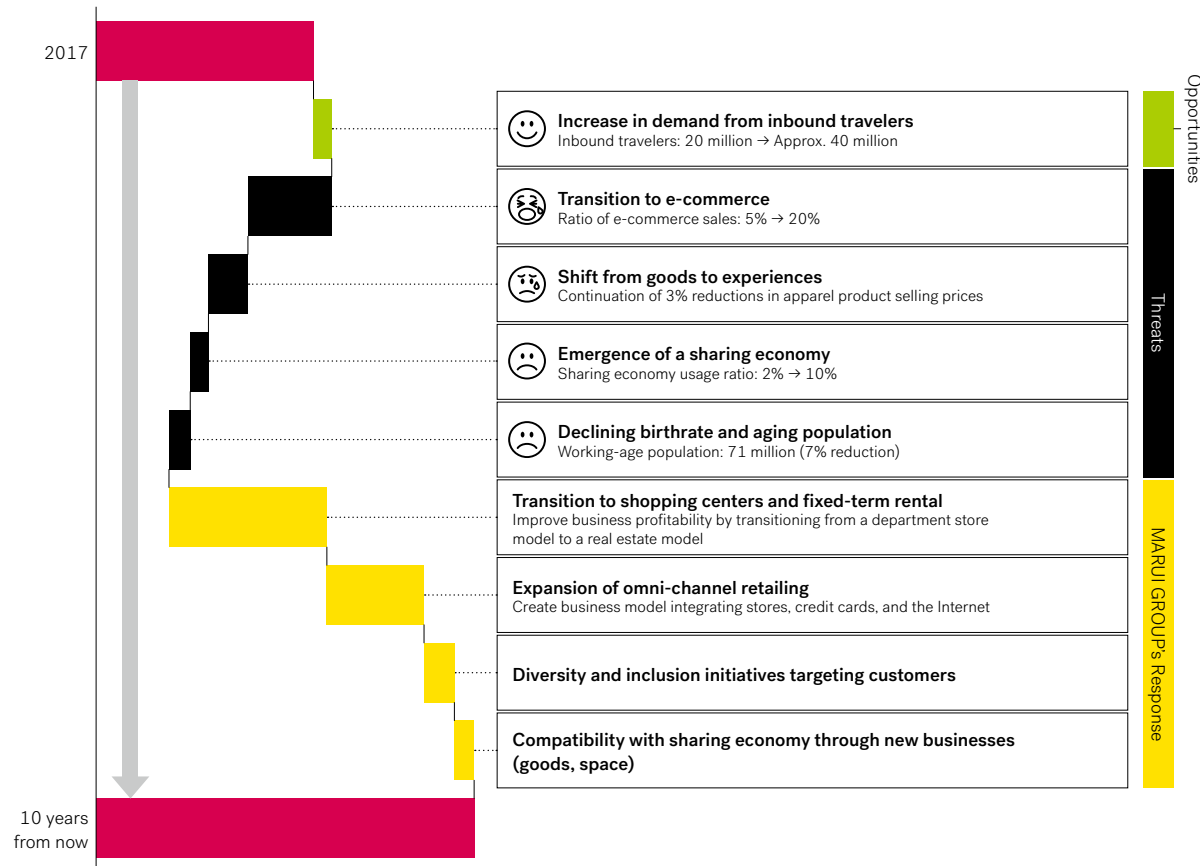 2017
Opportunities
Increase in demand from inbound travelers
Inbound travelers: 20 million → Approx. 40 million
Transition to e-commerce
Ratio of e-commerce sales: 5% → 20%
Shift from goods to experiences
Continuation of 3% reductions in apparel product selling prices
Threats
Emergence of a sharing economy
Sharing economy usage ratio: 2% → 10%
Declining birthrate and aging population
Working-age population: 71 million (7% reduction)
Transition to shopping centers and fixed-term rental
Improve business profitability by transitioning from a department store
model to a real estate model
MARUI GROUP's Response
Expansion of omni-channel retailing
Create business model integrating stores, credit cards, and the Internet
Diversity and inclusion initiatives targeting customers
Compatibility with sharing economy through new businesses
(goods, space)
10 years
from now